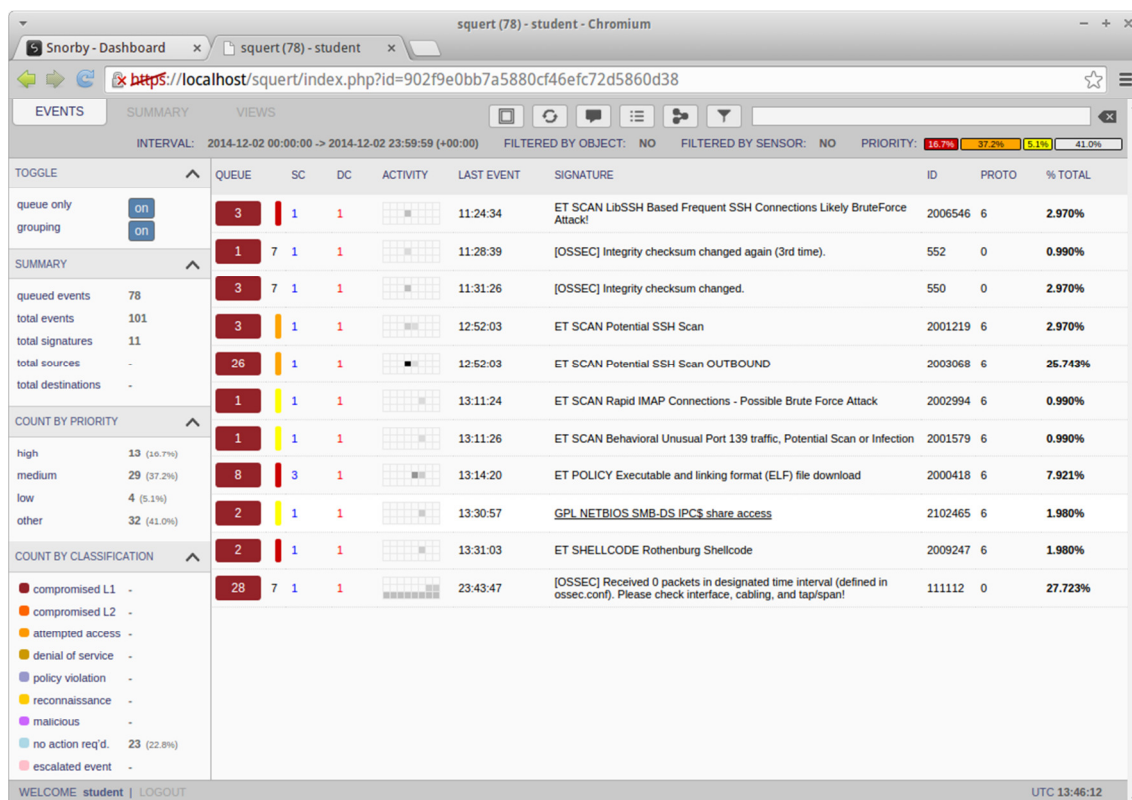 squert (78) - student - Chromium
Snorby - Dashboard × squert (78) - student ×
https://localhost/squert/index.php?id=902f9e0bb7a5880cf46efc72d5860d38
EVENTS SUMMARY VIEWS
INTERVAL: 2014-12-02 00:00:00 -> 2014-12-02 23:59:59 (+00:00) FILTERED BY OBJECT: NO FILTERED BY SENSOR: NO PRIORITY: 16.7% 37.2% 5.1% 41.0%
TOGGLE
queue only on
grouping on
SUMMARY
queued events 78
total events 101
total signatures 11
total sources -
total destinations -
COUNT BY PRIORITY
high 13 (16.7%)
medium 29 (37.2%)
low 4 (5.1%)
other 32 (41.0%)
COUNT BY CLASSIFICATION
compromised L1 -
compromised L2 -
attempted access -
denial of service -
policy violation -
reconnaissance -
malicious -
no action req'd. 23 (22.8%)
escalated event -
QUEUE SC DC ACTIVITY LAST EVENT SIGNATURE ID PROTO % TOTAL
3 1 1 11:24:34 ET SCAN LibSSH Based Frequent SSH Connections Likely BruteForce 2006546 6 2.970%
Attack!
1 7 1 1 11:28:39 [OSSEC] Integrity checksum changed again (3rd time). 552 0 0.990%
3 7 1 1 11:31:26 [OSSEC] Integrity checksum changed. 550 0 2.970%
3 1 1 12:52:03 ET SCAN Potential SSH Scan 2001219 6 2.970%
26 1 1 12:52:03 ET SCAN Potential SSH Scan OUTBOUND 2003068 6 25.743%
1 1 1 13:11:24 ET SCAN Rapid IMAP Connections - Possible Brute Force Attack 2002994 6 0.990%
1 1 1 13:11:26 ET SCAN Behavioral Unusual Port 139 traffic, Potential Scan or Infection 2001579 6 0.990%
8 3 1 13:14:20 ET POLICY Executable and linking format (ELF) file download 2000418 6 7.921%
2 1 1 13:30:57 GPL NETBIOS SMB-DS IPC$ share access 2102465 6 1.980%
2 1 1 13:31:03 ET SHELLCODE Rothenburg Shellcode 2009247 6 1.980%
28 7 1 1 23:43:47 [OSSEC] Received 0 packets in designated time interval (defined in 111112 0 27.723%
ossec.conf). Please check interface, cabling, and tap/span!
WELCOME student | LOGOUT UTC 13:46:12